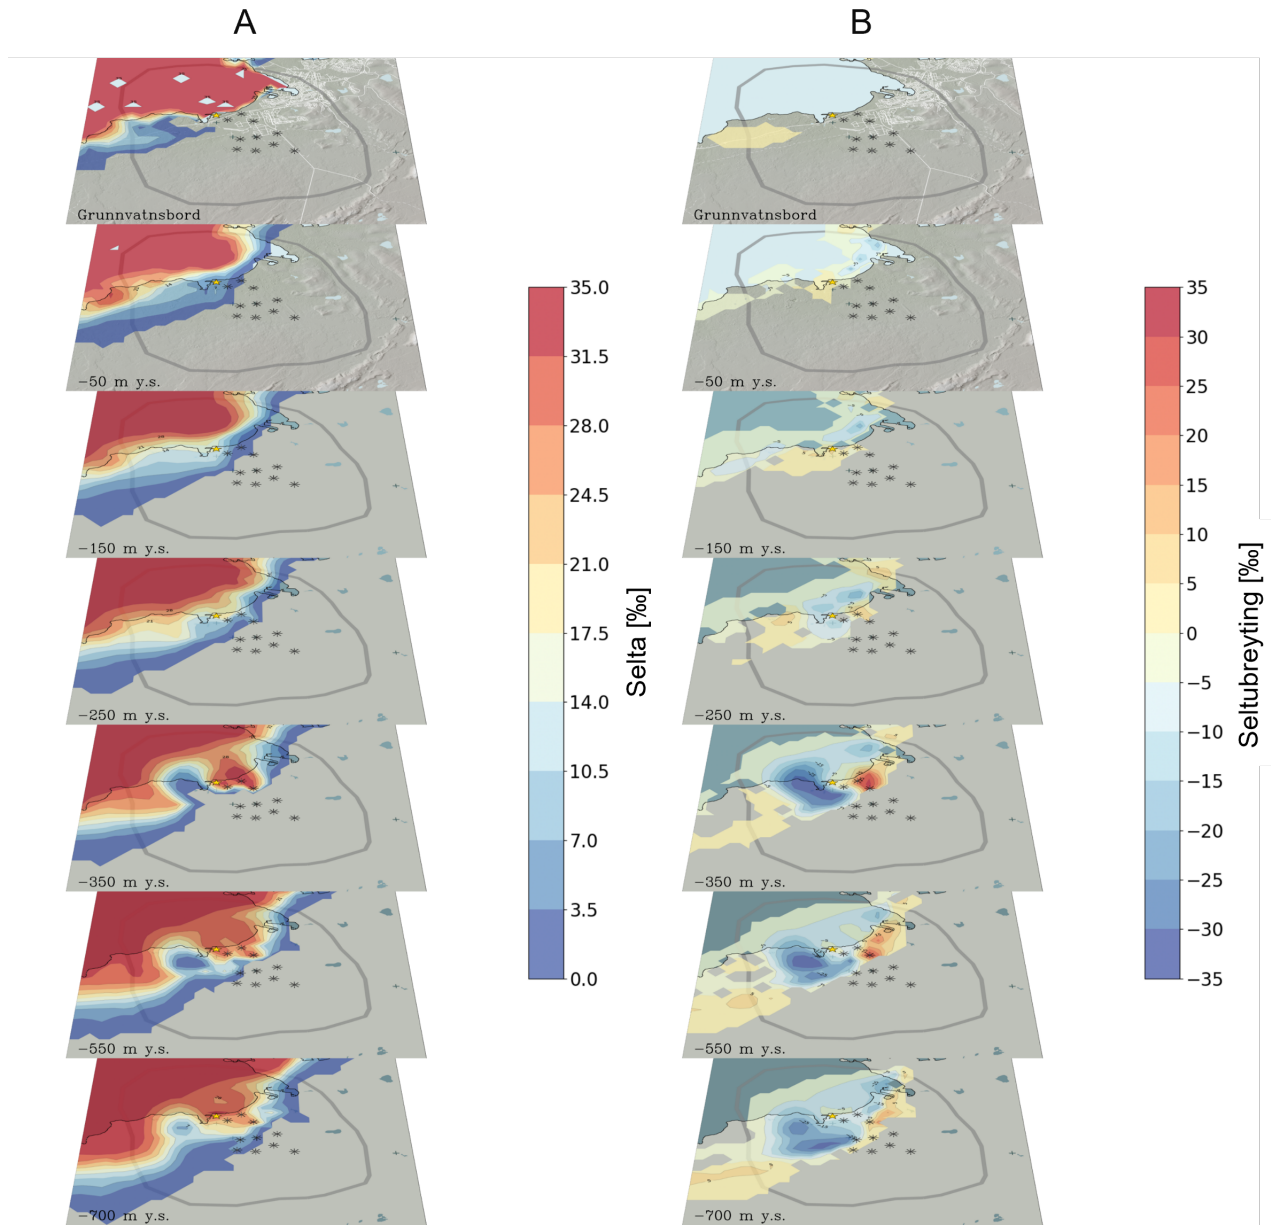 A
B
Grunnvatnsbord
Grunnvatnsbord
−50 m y.s.
−50 m y.s.
−150 m y.s.
−150 m y.s.
−250 m y.s.
−250 m y.s.
−350 m y.s.
−350 m y.s.
−550 m y.s.
−550 m y.s.
−700 m y.s.
−700 m y.s.
35.0
31.5
28.0
24.5
21.0
17.5
14.0
10.5
7.0
3.5
0.0
Selta [‰]
35
30
25
20
15
10
5
0
−5
−10
−15
−20
−25
−30
−35
Seltubreyting [‰]